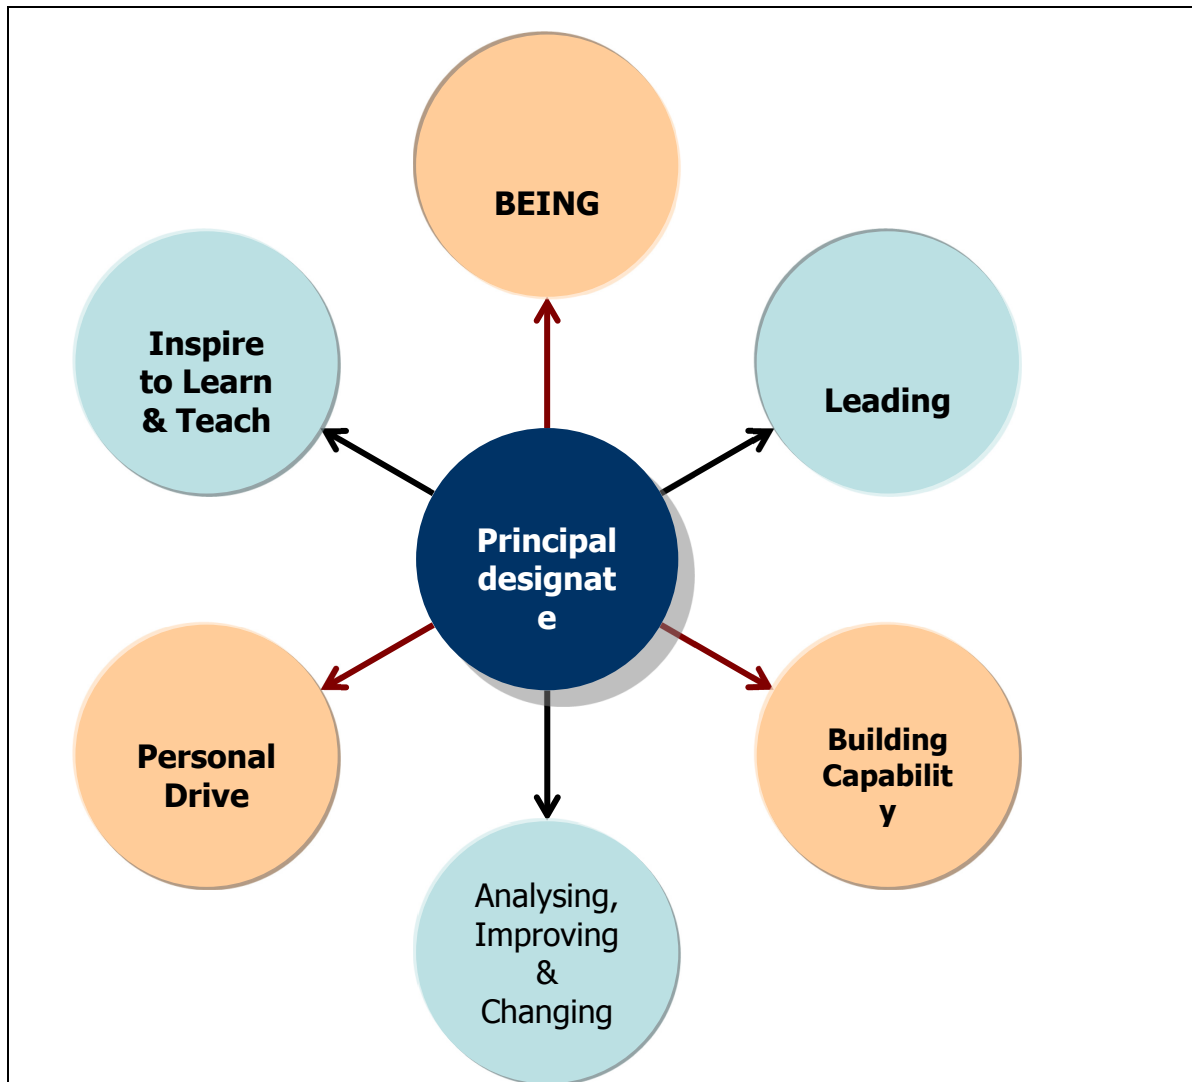 BEING
Inspire
to Learn
& Teach
Leading
Principal
designat
e
Personal
Drive
Building
Capabilit
y
Analysing,
Improving
&
Changing